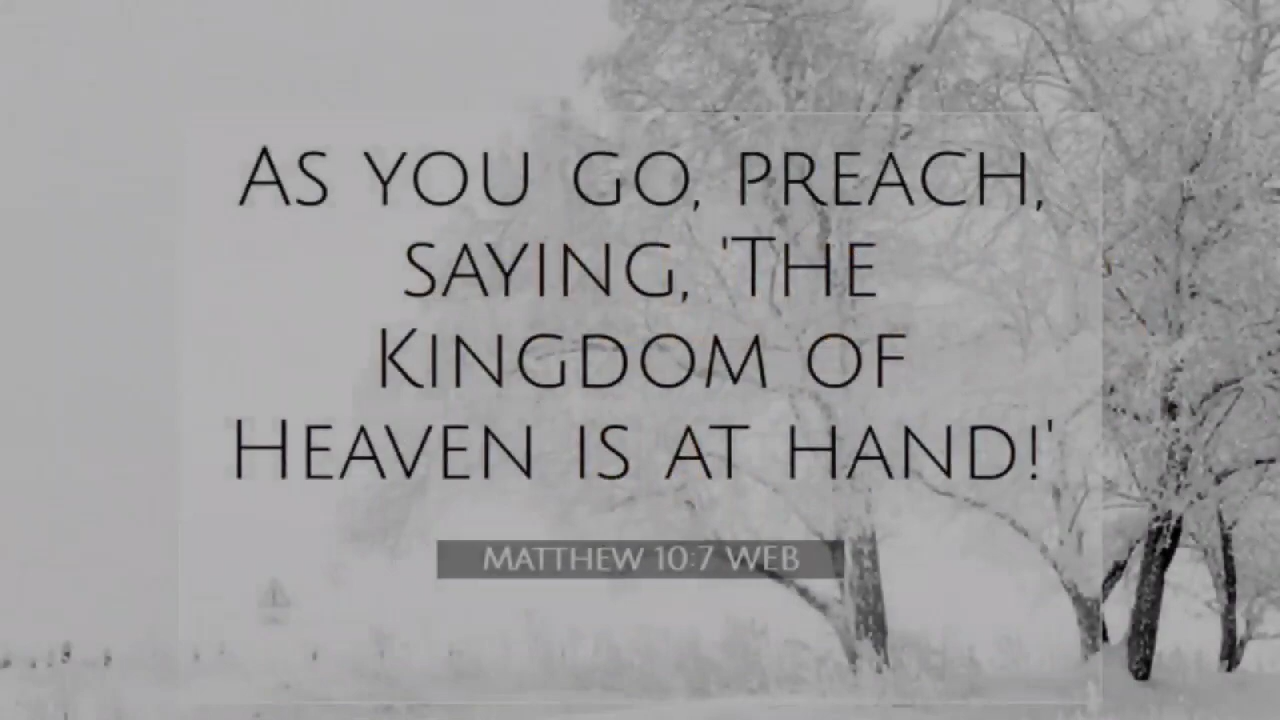 As you go, preach,
saying, 'The
Kingdom of
Heaven is at hand!'
Matthew 10:7 WEB